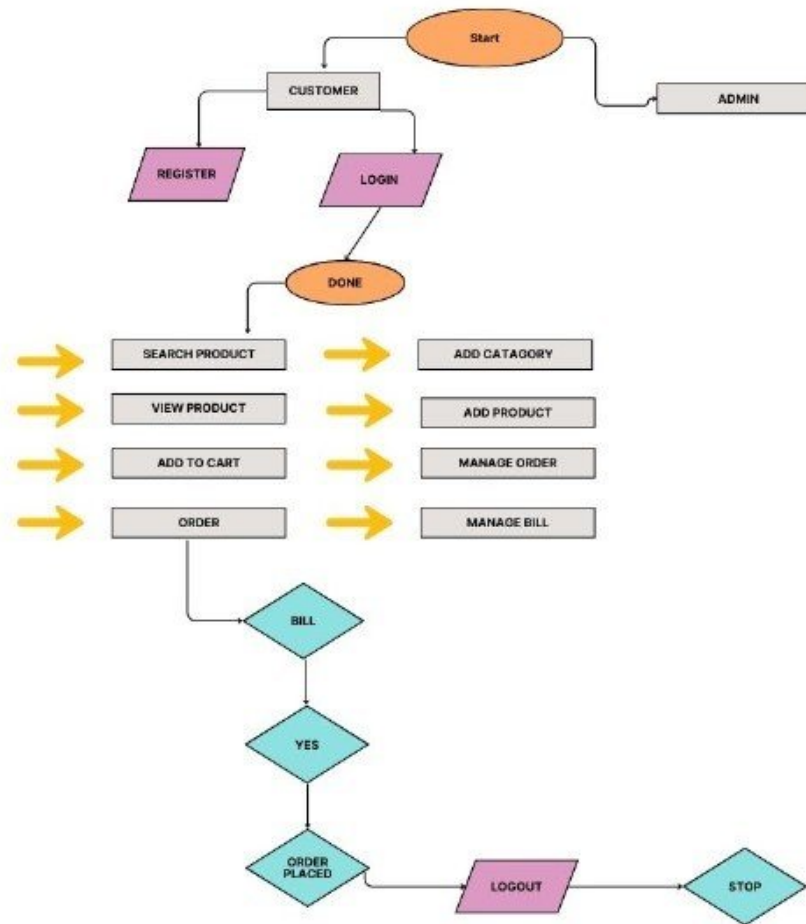 Start
CUSTOMER
ADMIN
REGISTER
LOGIN
DONE
SEARCH PRODUCT
ADD CATAGORY
VIEW PRODUCT
ADD PRODUCT
ADD TO CART
MANAGE ORDER
ORDER
MANAGE BILL
BILL
YES
ORDER
PLACED
LOGOUT
STOP